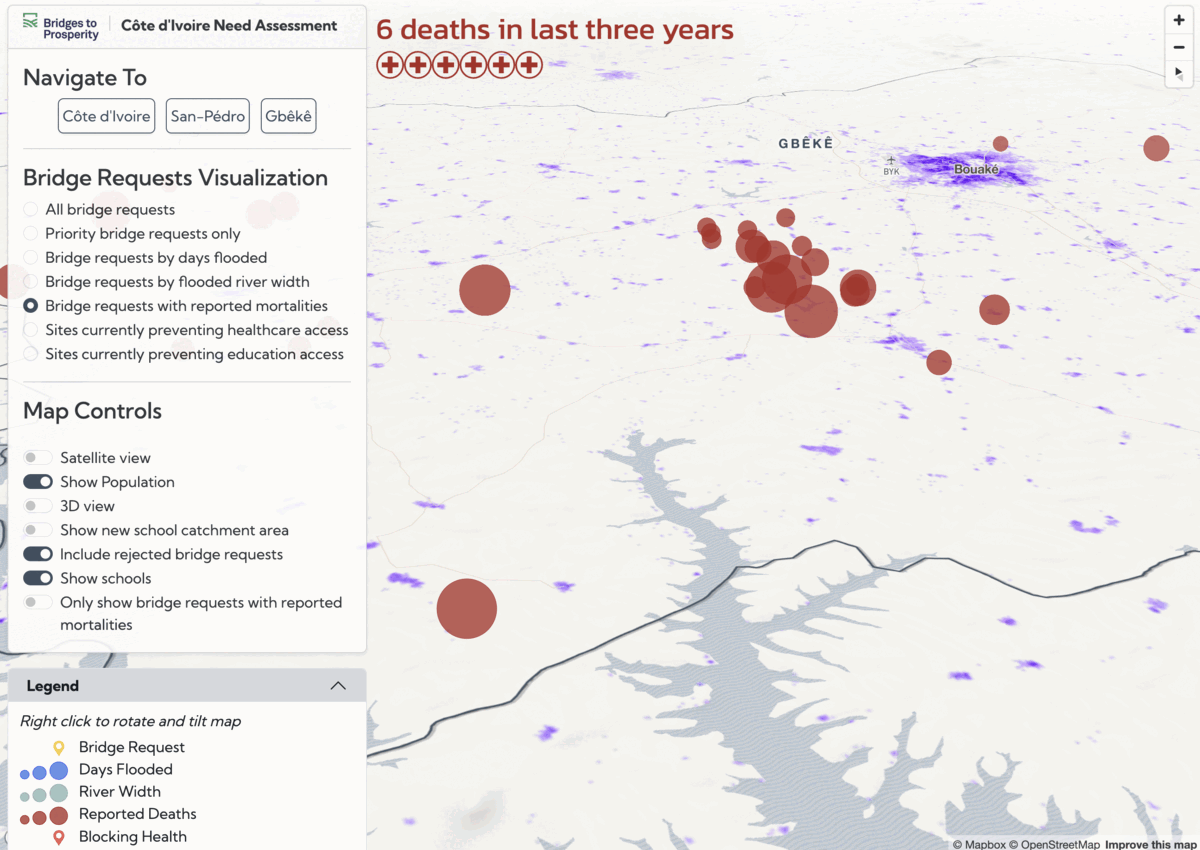 Bridges to
Prosperity
Côte d'Ivoire Need Assessment
Navigate To
Côte d'Ivoire
San-Pédro
Gbêkê
Bridge Requests Visualization
All bridge requests
Priority bridge requests only
Bridge requests by days flooded
Bridge requests by flooded river width
Bridge requests with reported mortalities
Sites currently preventing healthcare access
Sites currently preventing education access
Map Controls
Satellite view
Show Population
3D view
Show new school catchment area
Include rejected bridge requests
Show schools
Only show bridge requests with reported
mortalities
Legend
Right click to rotate and tilt map
Bridge Request
Days Flooded
River Width
Reported Deaths
Blocking Health
6 deaths in last three years
GBÊKÊ
BYK
Bouaké
© Mapbox © OpenStreetMap Improve this map